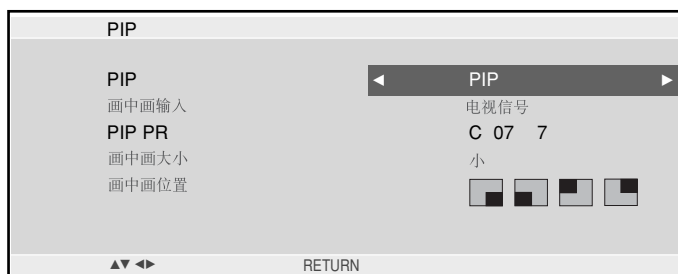 PIP
PIP ◄ PIP ►
画中画输入 电视信号
PIP PR C 07 7
画中画大小 小
画中画位置
▲▼ ◄► RETURN